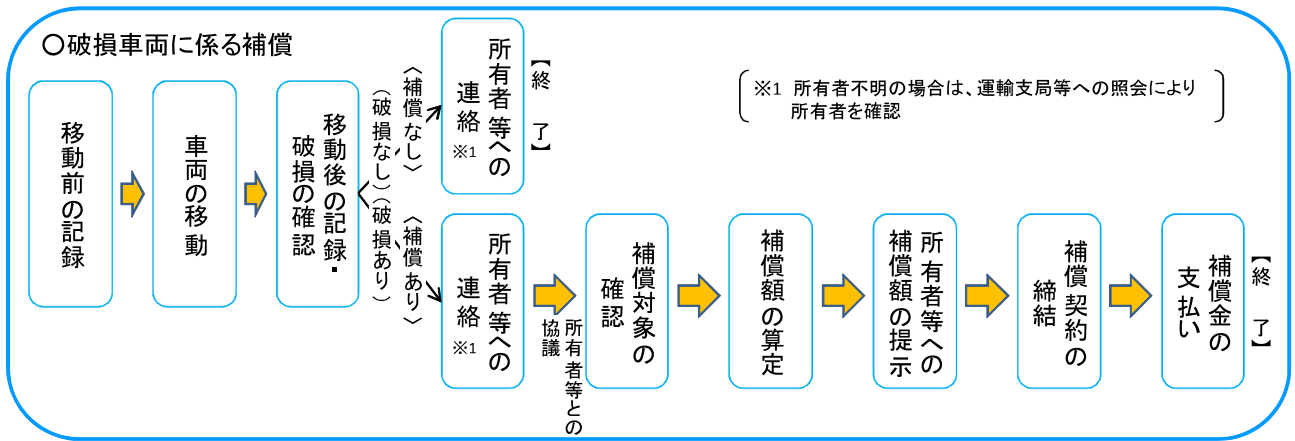 〇破損車両に係る補償
※1 所有者不明の場合は、運輸支局等への照会により
所有者を確認
移動前の記録
車両の移動
移動後の記録・
破損の確認
(破損なし)
〈補償なし〉
所有者等への
連絡
※1
【終 了】
(破損あり)
〈補償あり〉
所有者等への
連絡
※1
所有者等との
協議
補償対象の
確認
補償額の算定
所有者等への
補償額の提示
補償契約の
締結
補償金の
支払い
【終 了】